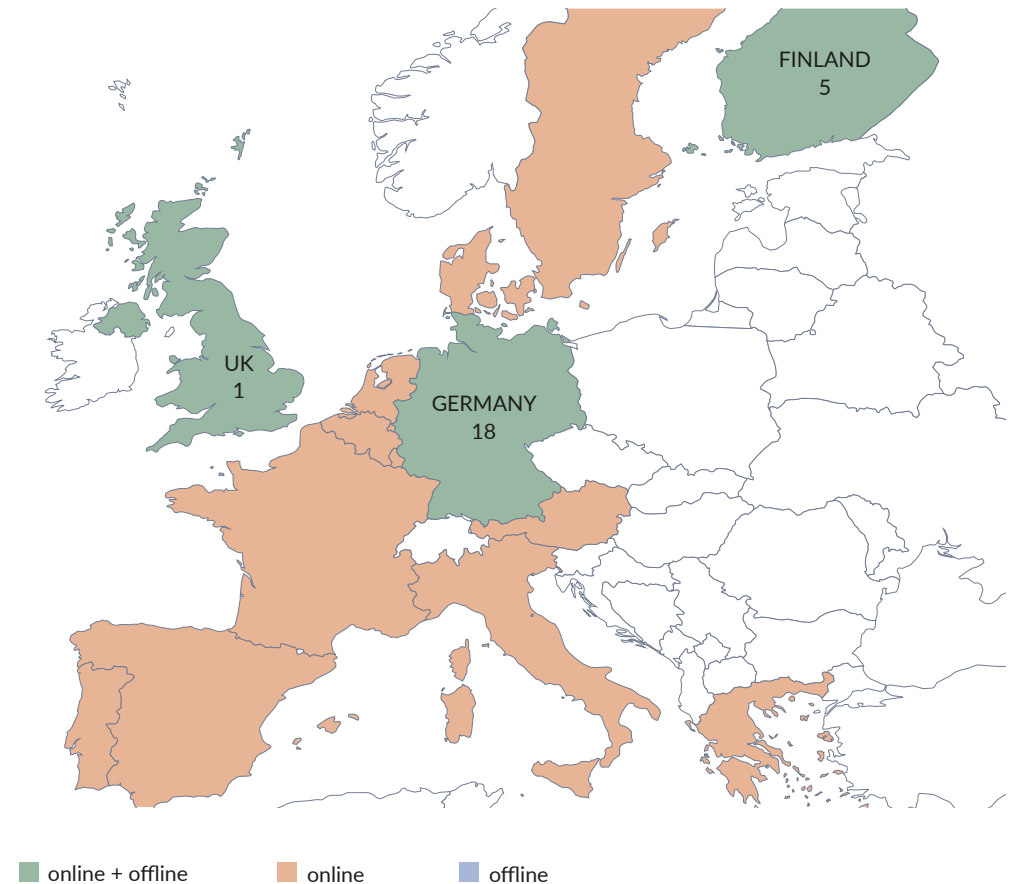 FINLAND
5
UK
1
GERMANY
18
online + offline
online
offline